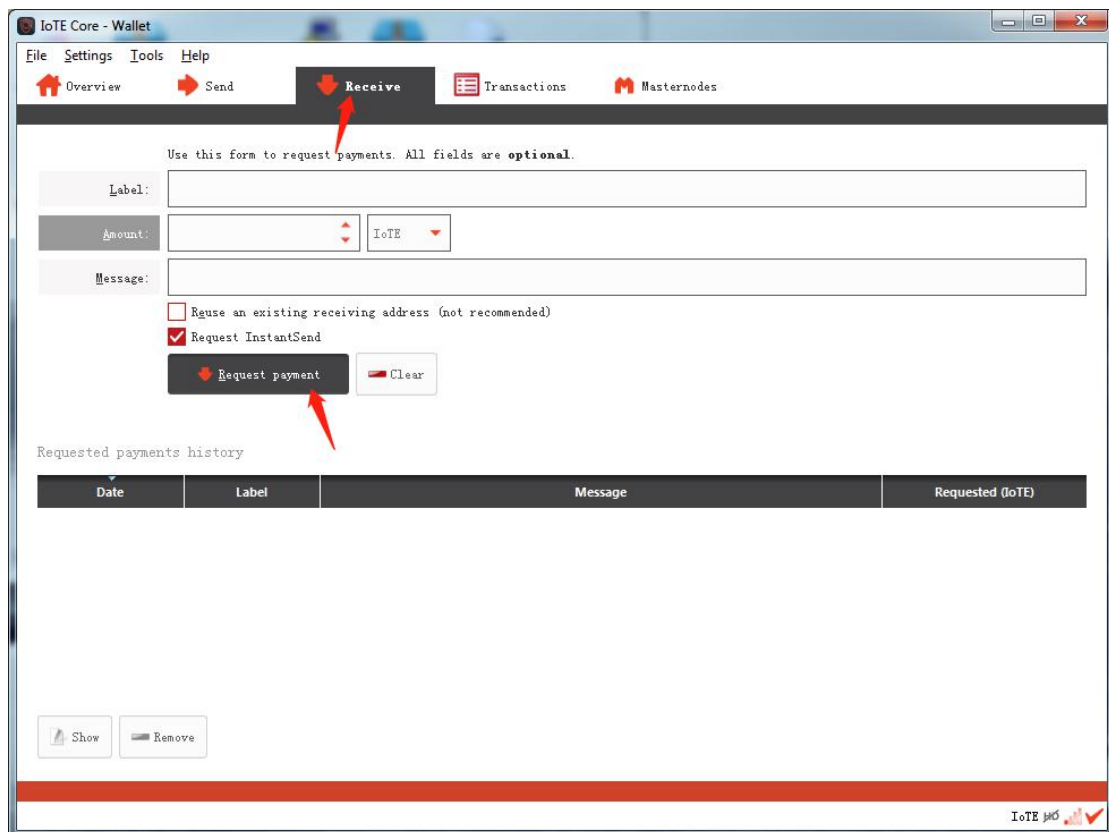 IoTE Core - Wallet
File Settings Tools Help
Overview Send Receive Transactions Masternodes
Use this form to request payments. All fields are optional.
Label:
Amount: IoTE
Message:
Reuse an existing receiving address (not recommended)
Request InstantSend
Request payment Clear
Requested payments history
Date Label Message Requested (IoTE)
Show Remove
IoTE HD